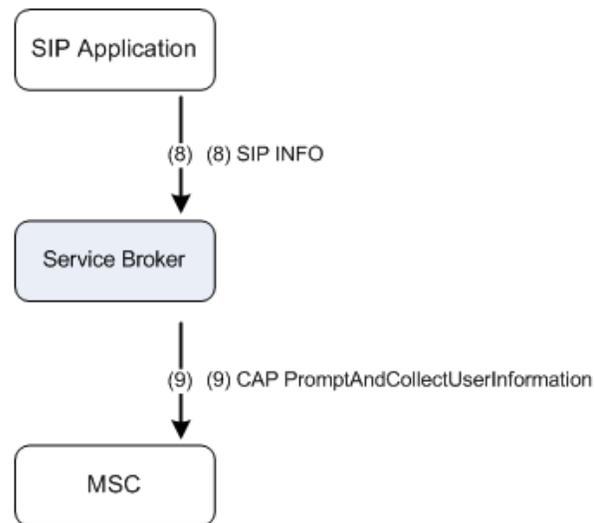 SIP Application
(8) (8) SIP INFO
Service Broker
(9) (9) CAP PromptAndCollectUserInformation
MSC